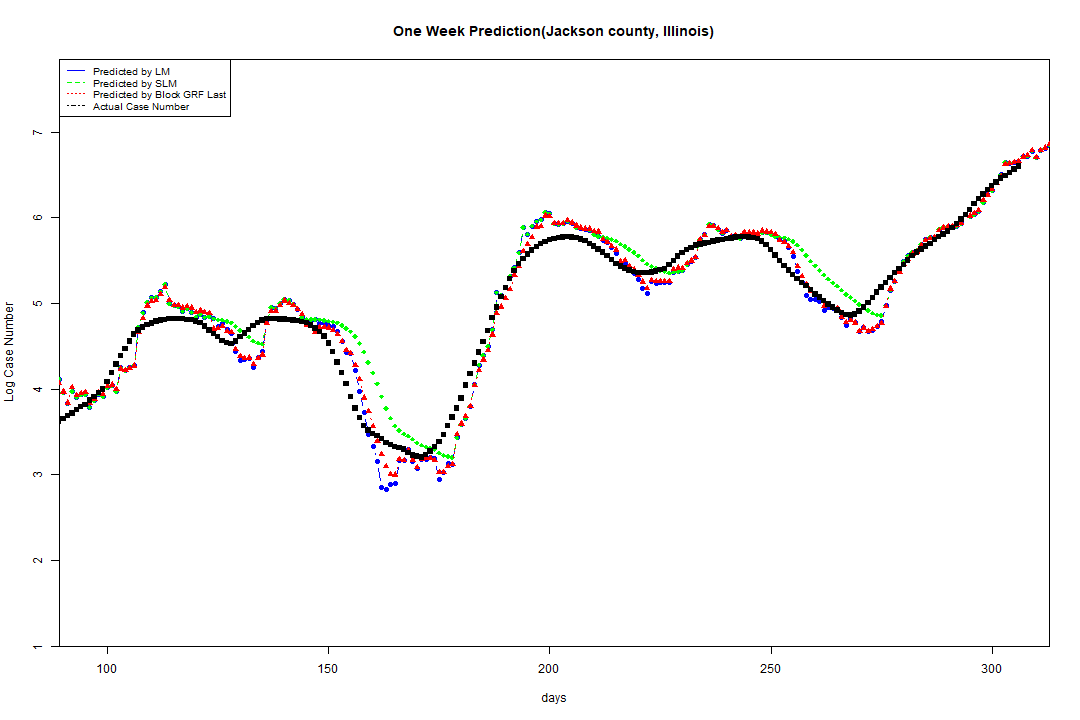 One Week Prediction(Jackson county, Illinois)
Predicted by LM
Predicted by SLM
Predicted by Block GRF Last
Actual Case Number
Log Case Number
7
6
5
4
3
2
1
100 150 200 250 300
days